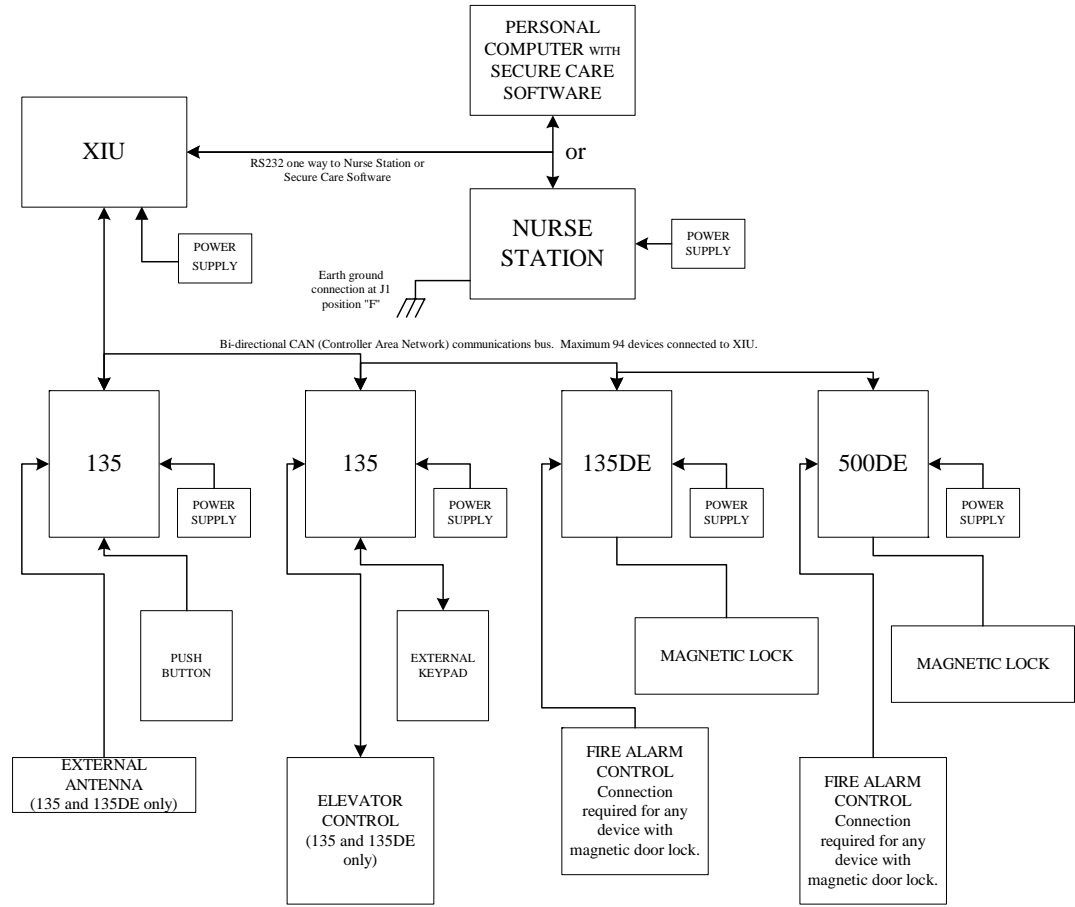 PERSONAL
COMPUTER WITH
SECURE CARE
SOFTWARE
XIU
or
RS232 one way to Nurse Station or
Secure Care Software
NURSE
STATION
POWER
SUPPLY
POWER
SUPPLY
Earth ground
connection at J1
position "F"
Bi-directional CAN (Controller Area Network) communications bus.  Maximum 94 devices connected to XIU.
135
135
135DE
500DE
POWER
SUPPLY
POWER
SUPPLY
POWER
SUPPLY
POWER
SUPPLY
PUSH
BUTTON
EXTERNAL
KEYPAD
MAGNETIC LOCK
MAGNETIC LOCK
EXTERNAL
ANTENNA
(135 and 135DE only)
ELEVATOR
CONTROL
(135 and 135DE
only)
FIRE ALARM
CONTROL
Connection
required for any
device with
magnetic door lock.
FIRE ALARM
CONTROL
Connection
required for any
device with
magnetic door lock.